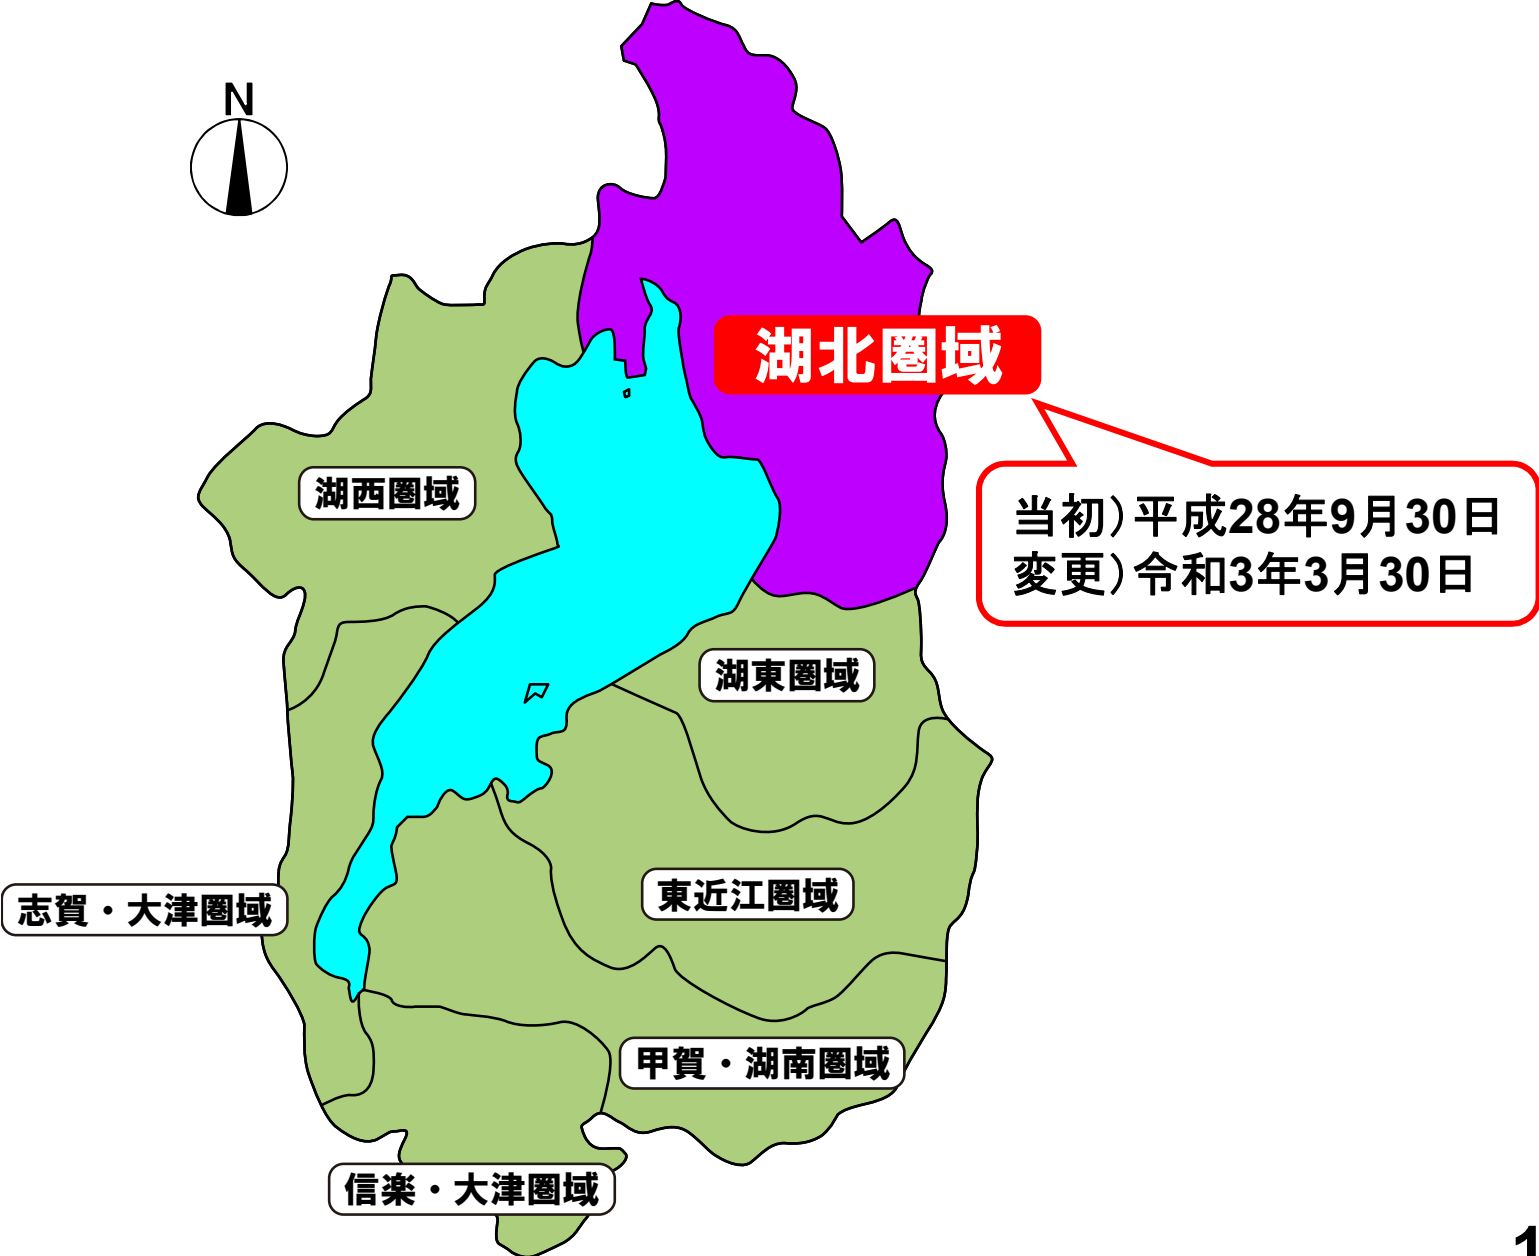 N
湖北圏域
湖西圏域
当初）平成28年9月30日
変更）令和3年3月30日
湖東圏域
東近江圏域
志賀・大津圏域
甲賀・湖南圏域
信楽・大津圏域
1